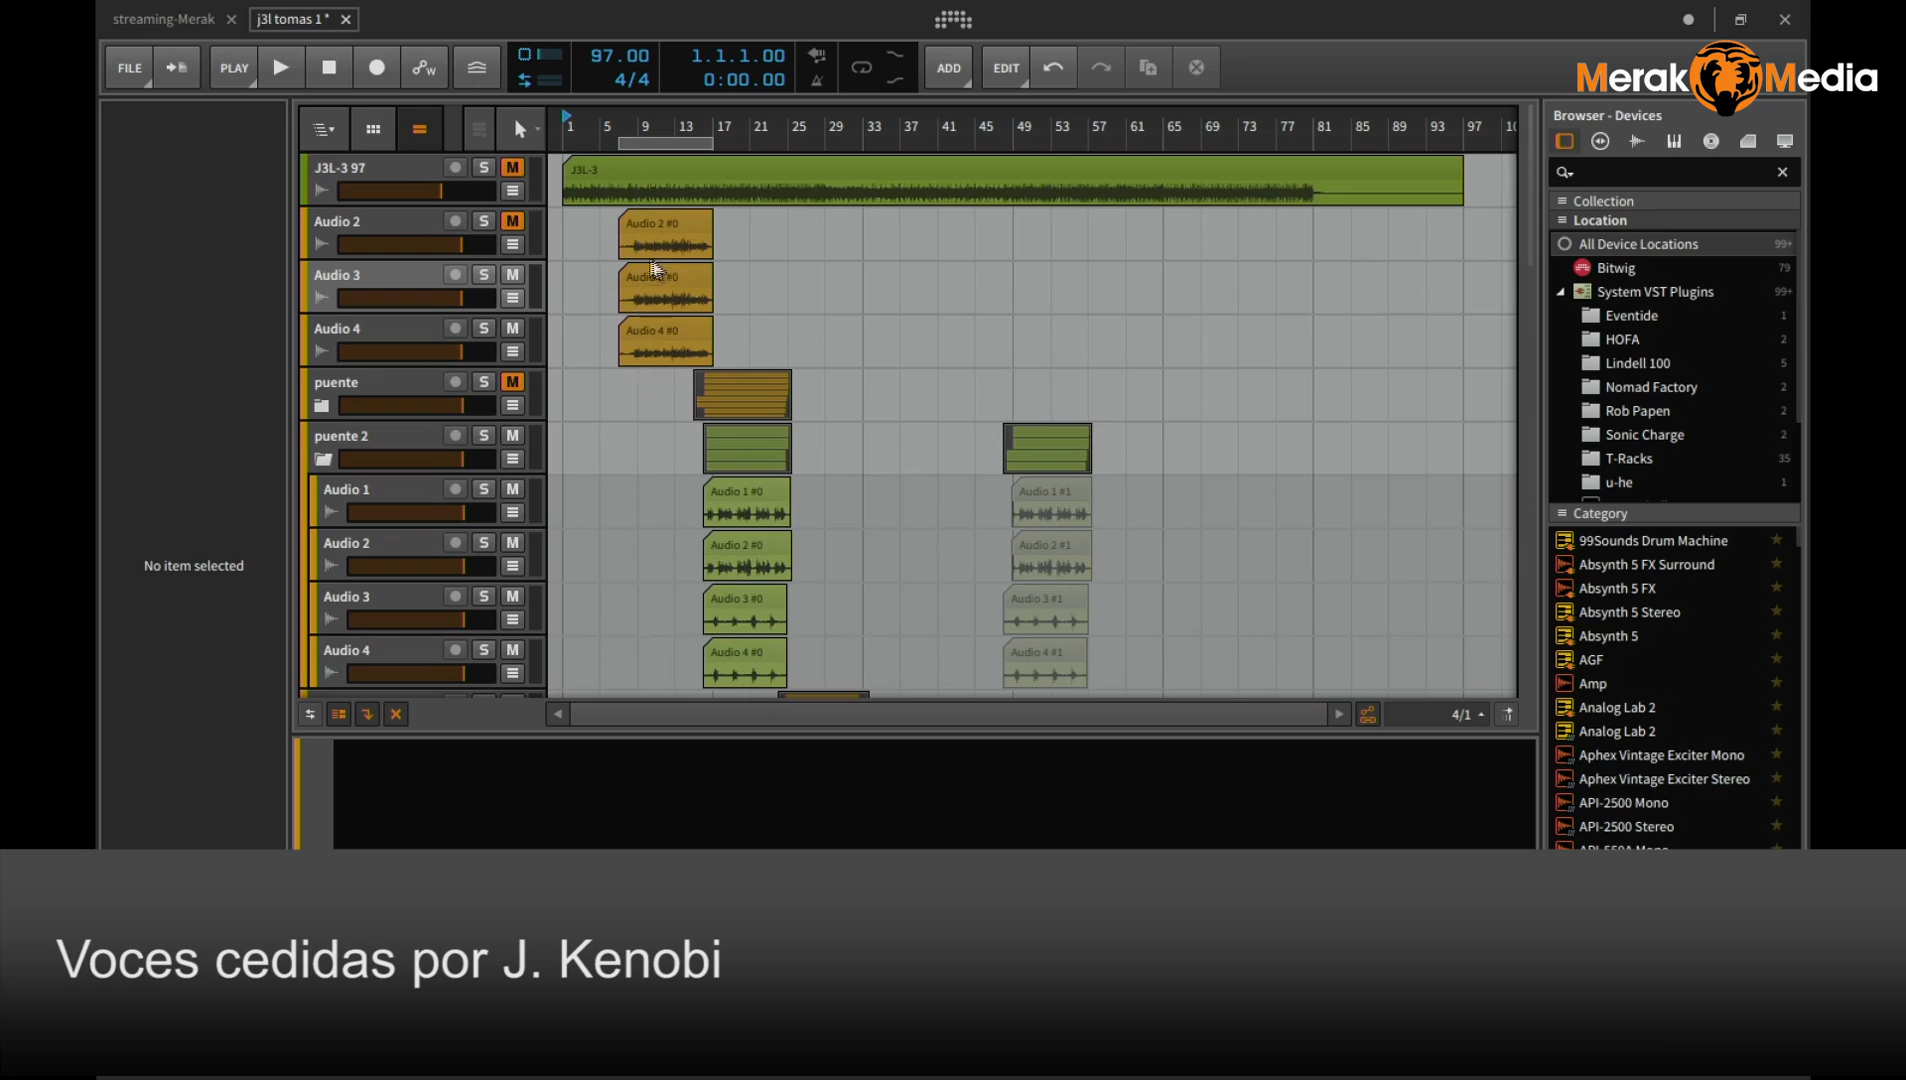 streaming-Merak
j3l tomas 1 *
FILE
PLAY
97.00
4/4
1.1.1.00
0:00.00
ADD
EDIT
MerakMedia
1 5 9 13 17 21 25 29 33 37 41 45 49 53 57 61 65 69 73 77 81 85 89 93 97 10
J3L-3 97 S M
J3L-3
Audio 2 S M
Audio 2 #0
Audio 3 S M
#0
Audio 4 S M
Audio 4 #0
puente S M
puente 2 S M
Audio 1 S M
Audio 1 #0
Audio 1 #1
Audio 2 S M
Audio 2 #0
Audio 2 #1
Audio 3 S M
Audio 3 #0
Audio 3 #1
Audio 4 S M
Audio 4 #0
Audio 4 #1
4/1
No item selected
Browser - Devices
Collection
Location
All Device Locations 99+
Bitwig 79
System VST Plugins 99+
Eventide 1
HOFA 2
Lindell 100 5
Nomad Factory 2
Rob Papen 2
Sonic Charge 2
T-Racks 35
u-he 1
Category
99Sounds Drum Machine
Absynth 5 FX Surround
Absynth 5 FX
Absynth 5 Stereo
Absynth 5
AGF
Amp
Analog Lab 2
Analog Lab 2
Aphex Vintage Exciter Mono
Aphex Vintage Exciter Stereo
API-2500 Mono
API-2500 Stereo
Voces cedidas por J. Kenobi